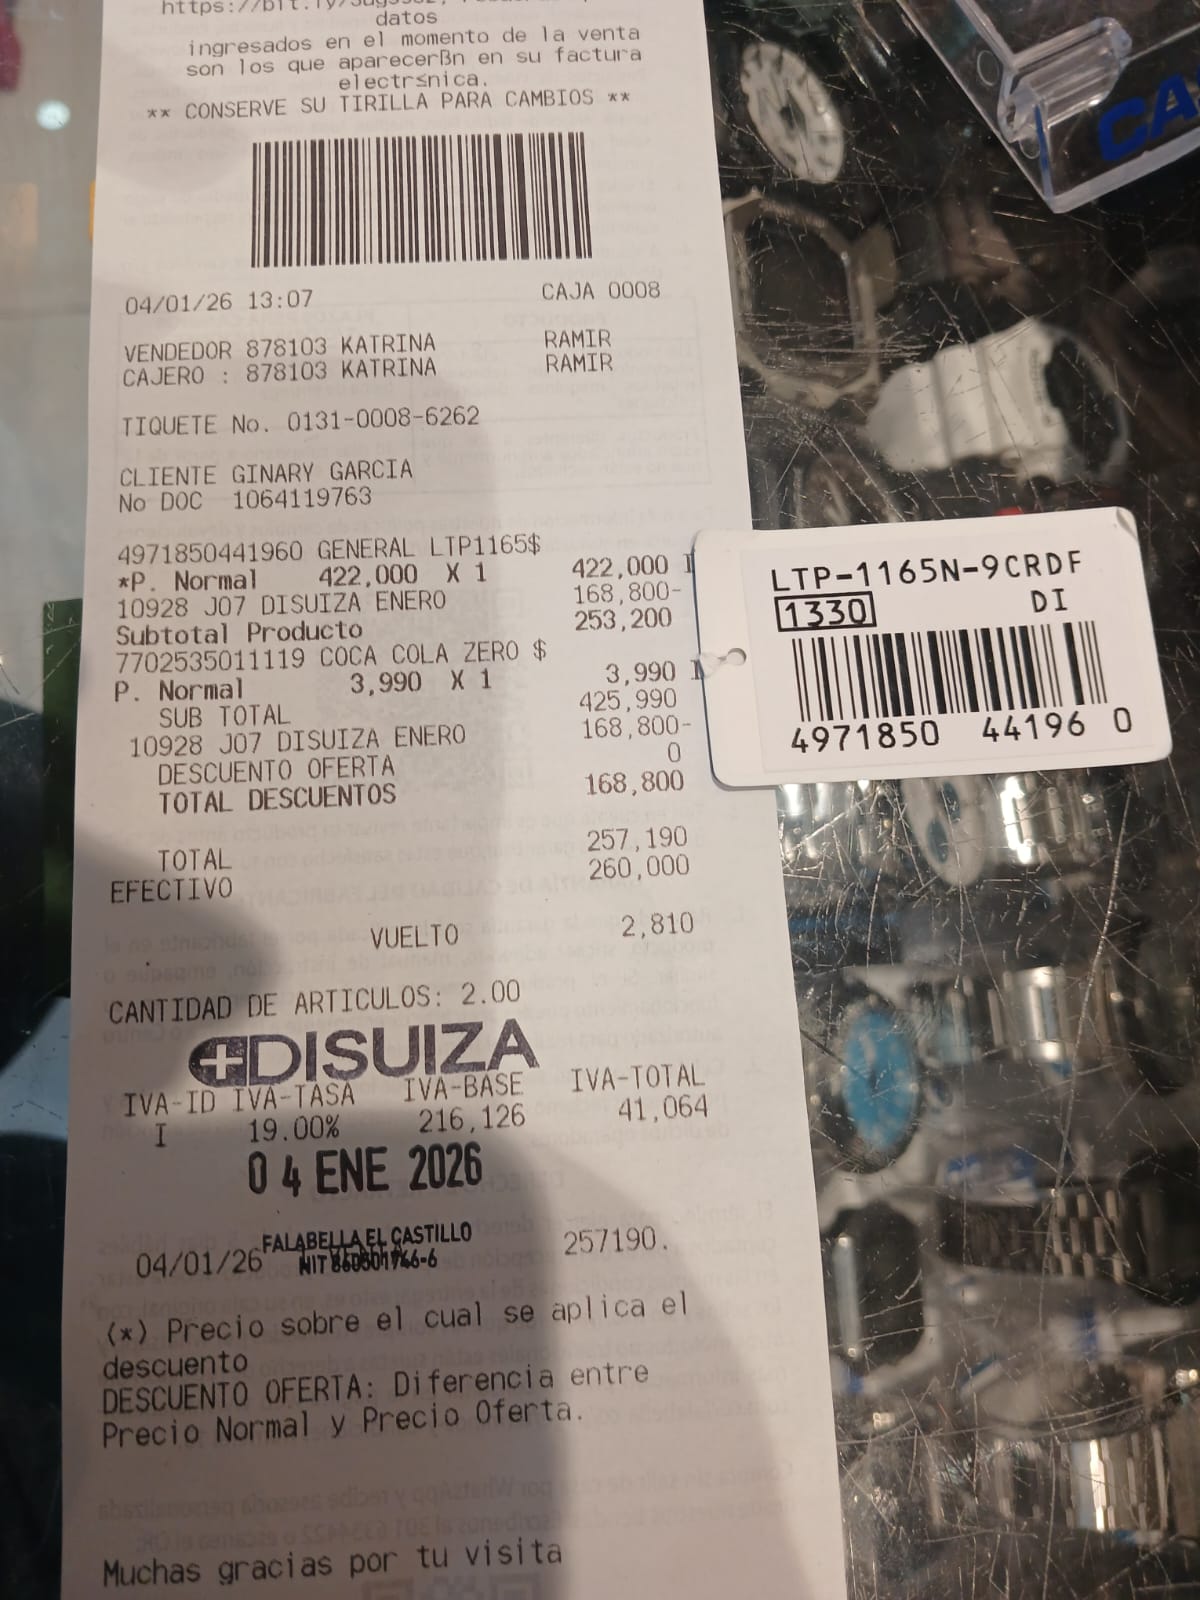 datos
ingresados en el momento de la venta
son los que aparecerßn en su factura
electr≤nica.
** CONSERVE SU TIRILLA PARA CAMBIOS **
04/01/26 13:07 CAJA 0008
VENDEDOR 878103 KATRINA RAMIR
CAJERO : 878103 KATRINA RAMIR
TIQUETE No. 0131-0008-6262
CLIENTE GINARY GARCIA
No DOC 1064119763
4971850441960 GENERAL LTP1165$
*P. Normal 422,000 X 1 422,000 I
10928 J07 DISUIZA ENERO 168,800-
Subtotal Producto 253,200
7702535011119 COCA COLA ZERO $
P. Normal 3,990 X 1 3,990 I
SUB TOTAL 425,990
10928 J07 DISUIZA ENERO 168,800-
DESCUENTO OFERTA 0
TOTAL DESCUENTOS 168,800
TOTAL 257,190
EFECTIVO 260,000
VUELTO 2,810
CANTIDAD DE ARTICULOS: 2.00
DISUIZA
IVA-ID IVA-TASA IVA-BASE IVA-TOTAL
I 19.00% 216,126 41,064
04 ENE 2026
FALABELLA EL CASTILLO
04/01/26 257190.
NIT
(*) Precio sobre el cual se aplica el
descuento
DESCUENTO OFERTA: Diferencia entre
Precio Normal y Precio Oferta.
Muchas gracias por tu visita
LTP-1165N-9CRDF
1330 DI
4971850 44196 0
CA